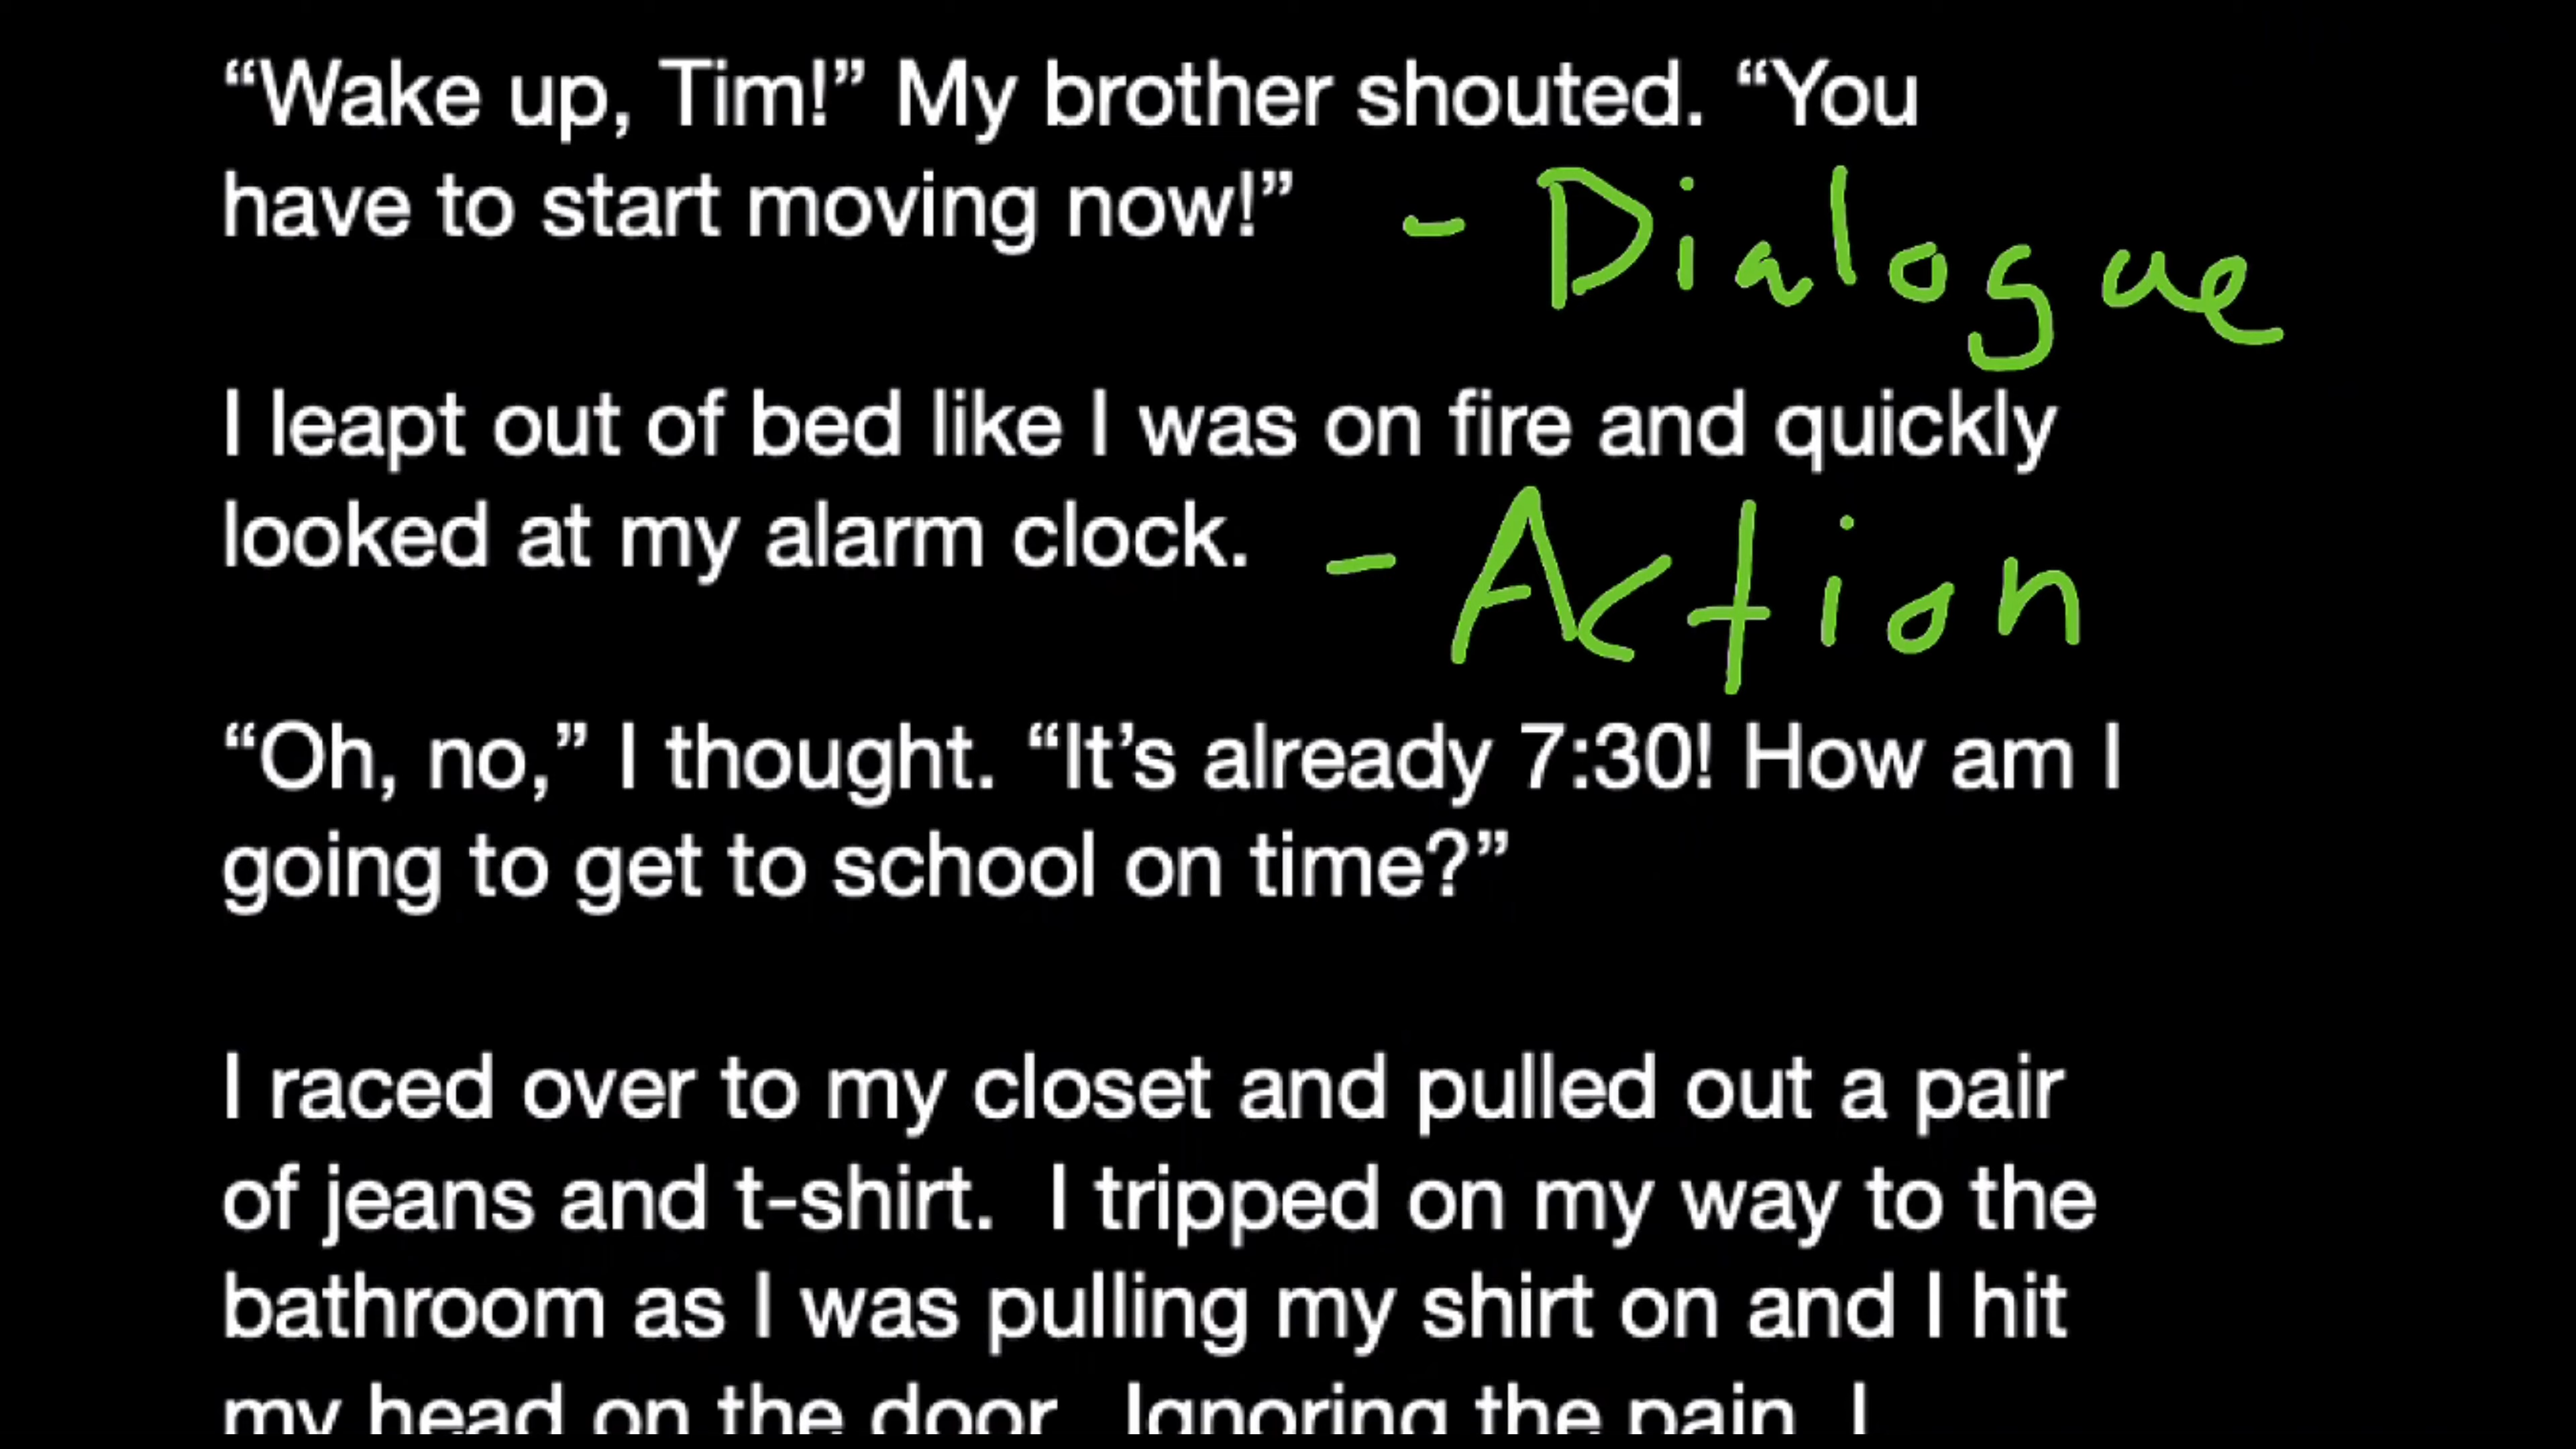 “Wake up, Tim!” My brother shouted. “You
have to start moving now!”
- Dialogue
I leapt out of bed like I was on fire and quickly
looked at my alarm clock.
- Action
“Oh, no,” I thought. “It’s already 7:30! How am I
going to get to school on time?”
I raced over to my closet and pulled out a pair
of jeans and t-shirt.  I tripped on my way to the
bathroom as I was pulling my shirt on and I hit
my head on the door.  Ignoring the pain, I